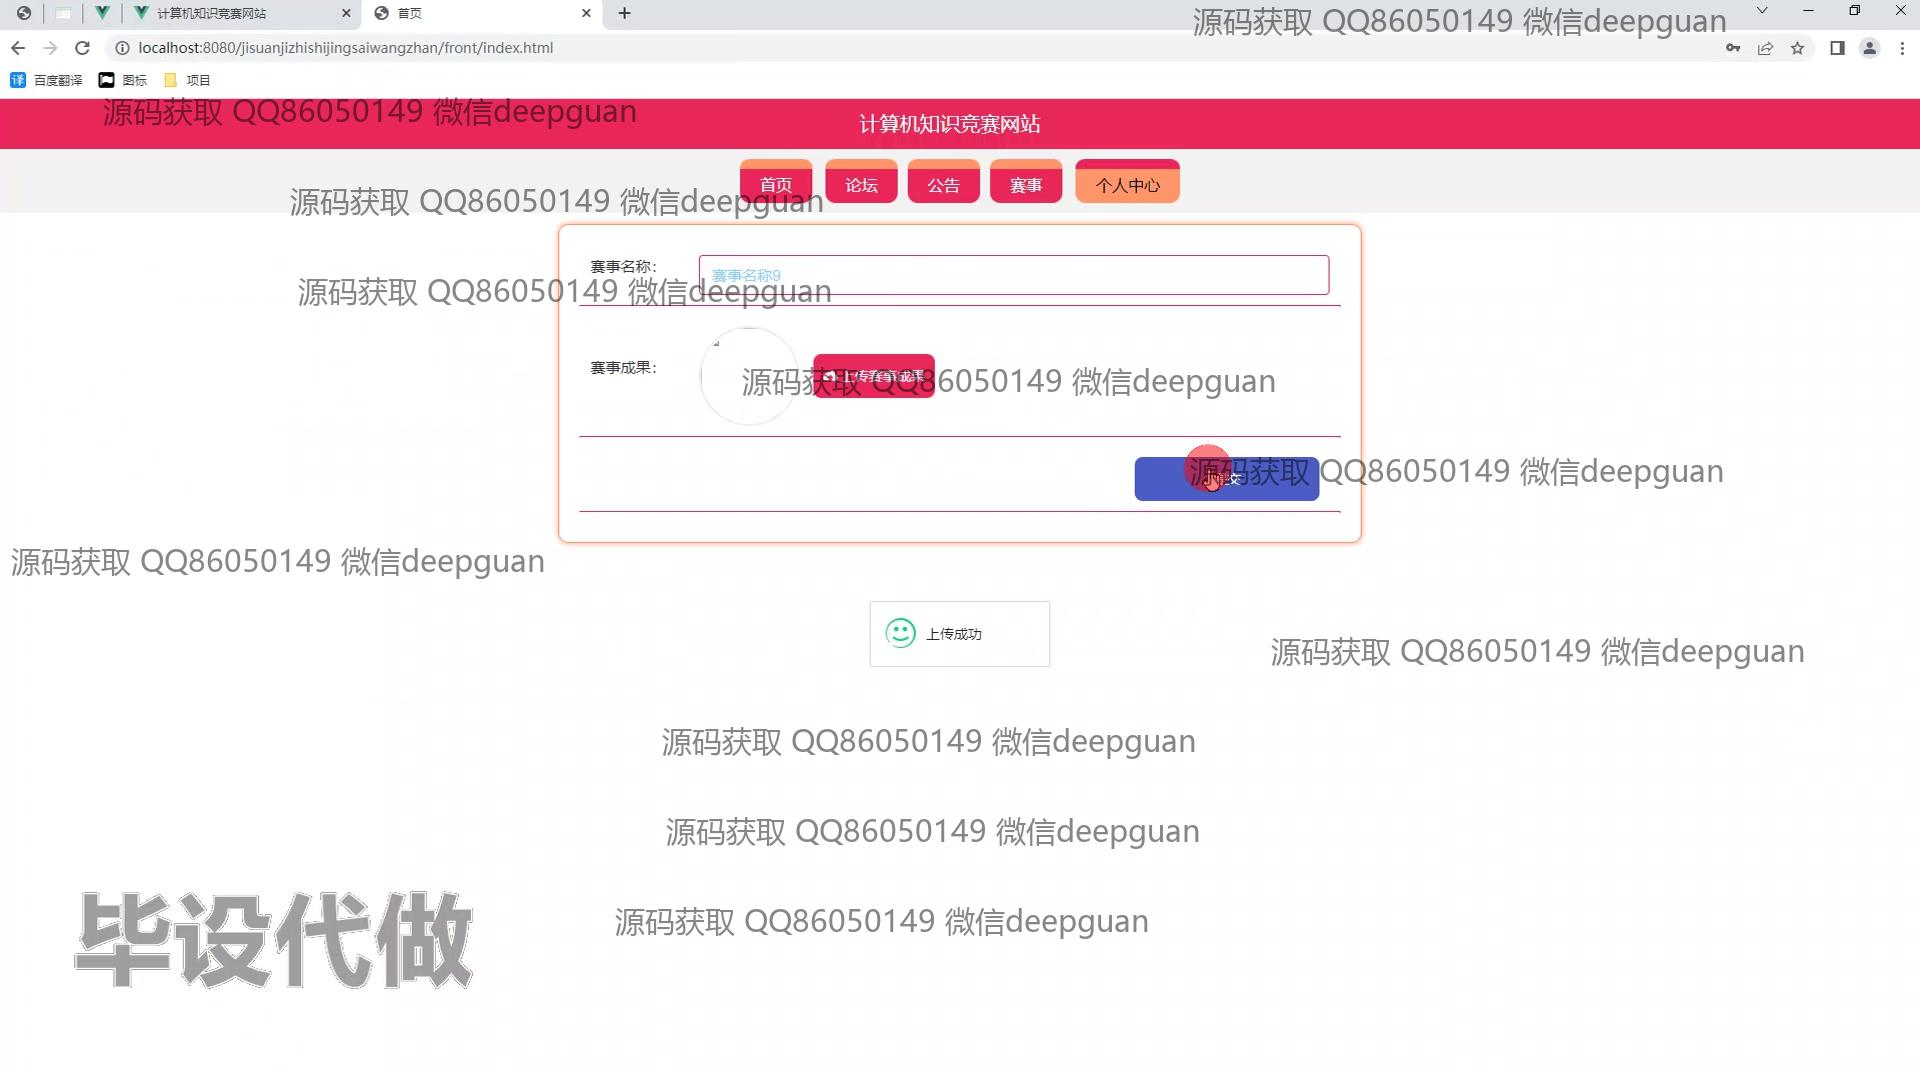 计算机知识竞赛网站
首页
源码获取 QQ86050149 微信deepguan
localhost:8080/jisuanjizhishijingsaiwangzhan/front/index.html
百度翻译
图标
项目
源码获取 QQ86050149 微信deepguan
计算机知识竞赛网站
首页
论坛
公告
赛事
个人中心
源码获取 QQ86050149 微信deepguan
赛事名称：
赛事名称9
源码获取 QQ86050149 微信deepguan
赛事成果：
上传赛事成果
源码获取 QQ86050149 微信deepguan
提交
源码获取 QQ86050149 微信deepguan
源码获取 QQ86050149 微信deepguan
上传成功
源码获取 QQ86050149 微信deepguan
源码获取 QQ86050149 微信deepguan
源码获取 QQ86050149 微信deepguan
源码获取 QQ86050149 微信deepguan
毕设代做